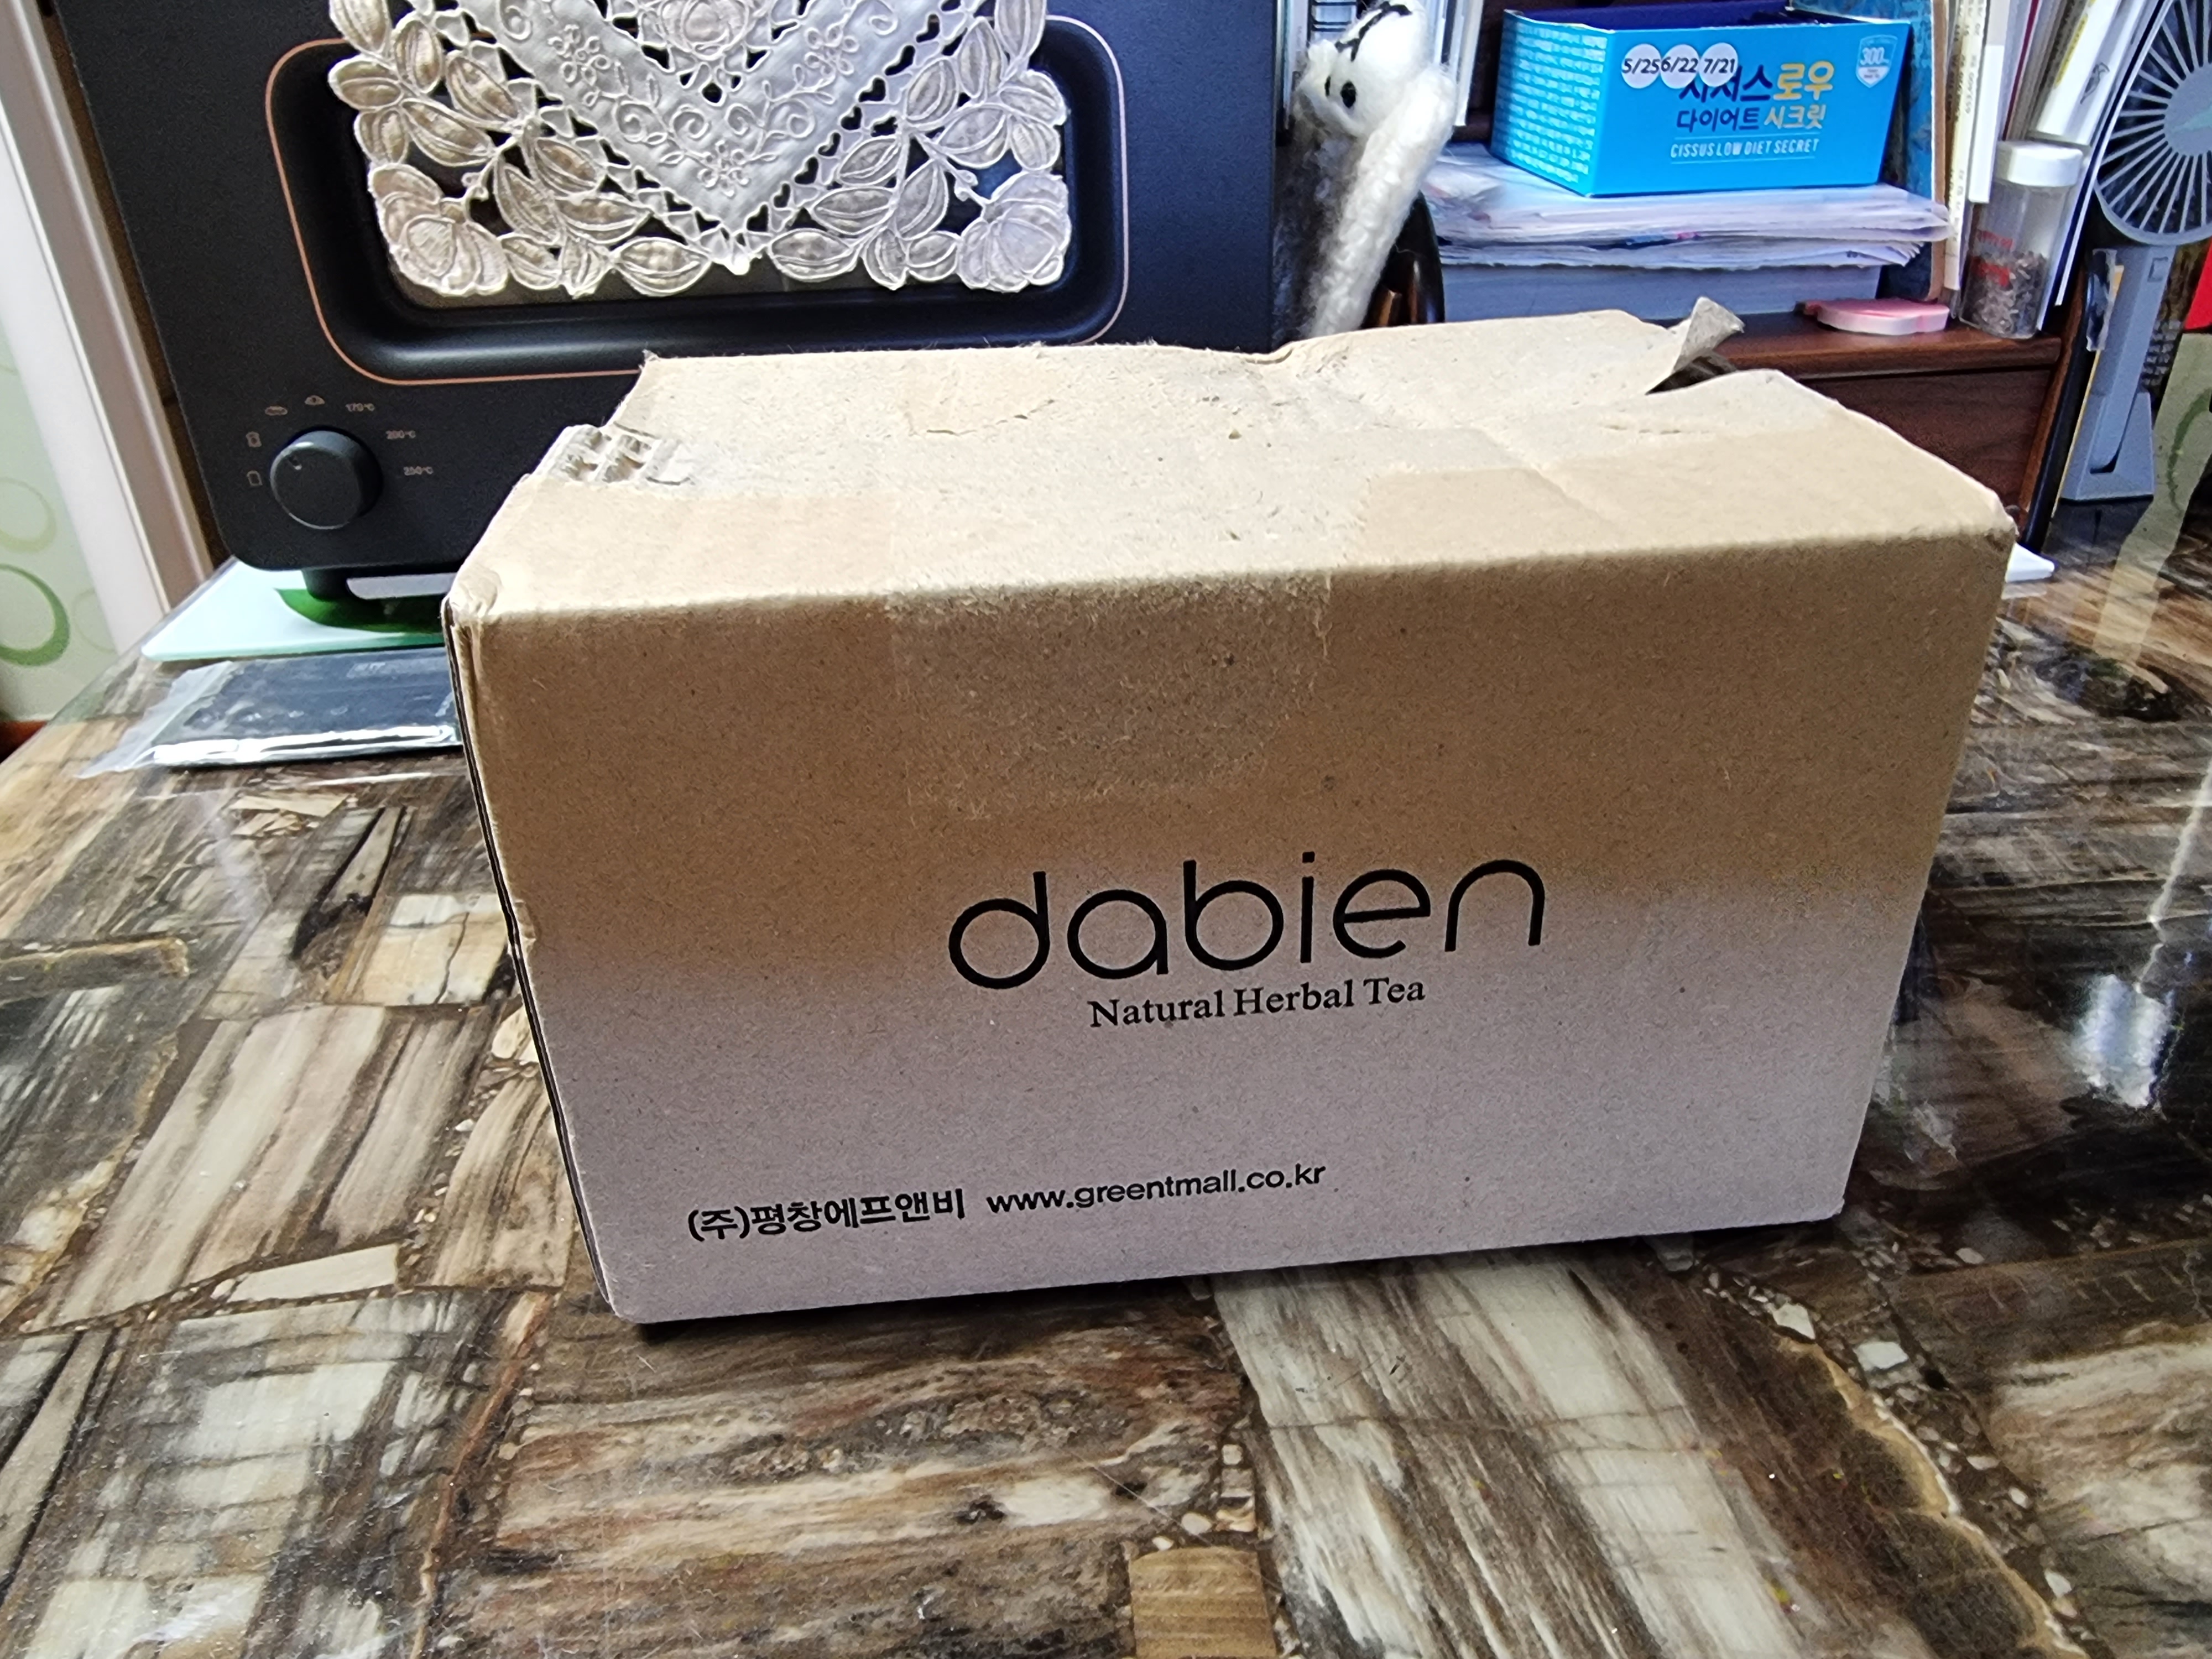 5/25 6/22 7/21
300
시서스로우
다이어트 시크릿
CISSUS LOW DIET SECRET
170°C
200°C
250°C
dabien
Natural Herbal Tea
(주)평창에프앤비 www.greentmall.co.kr